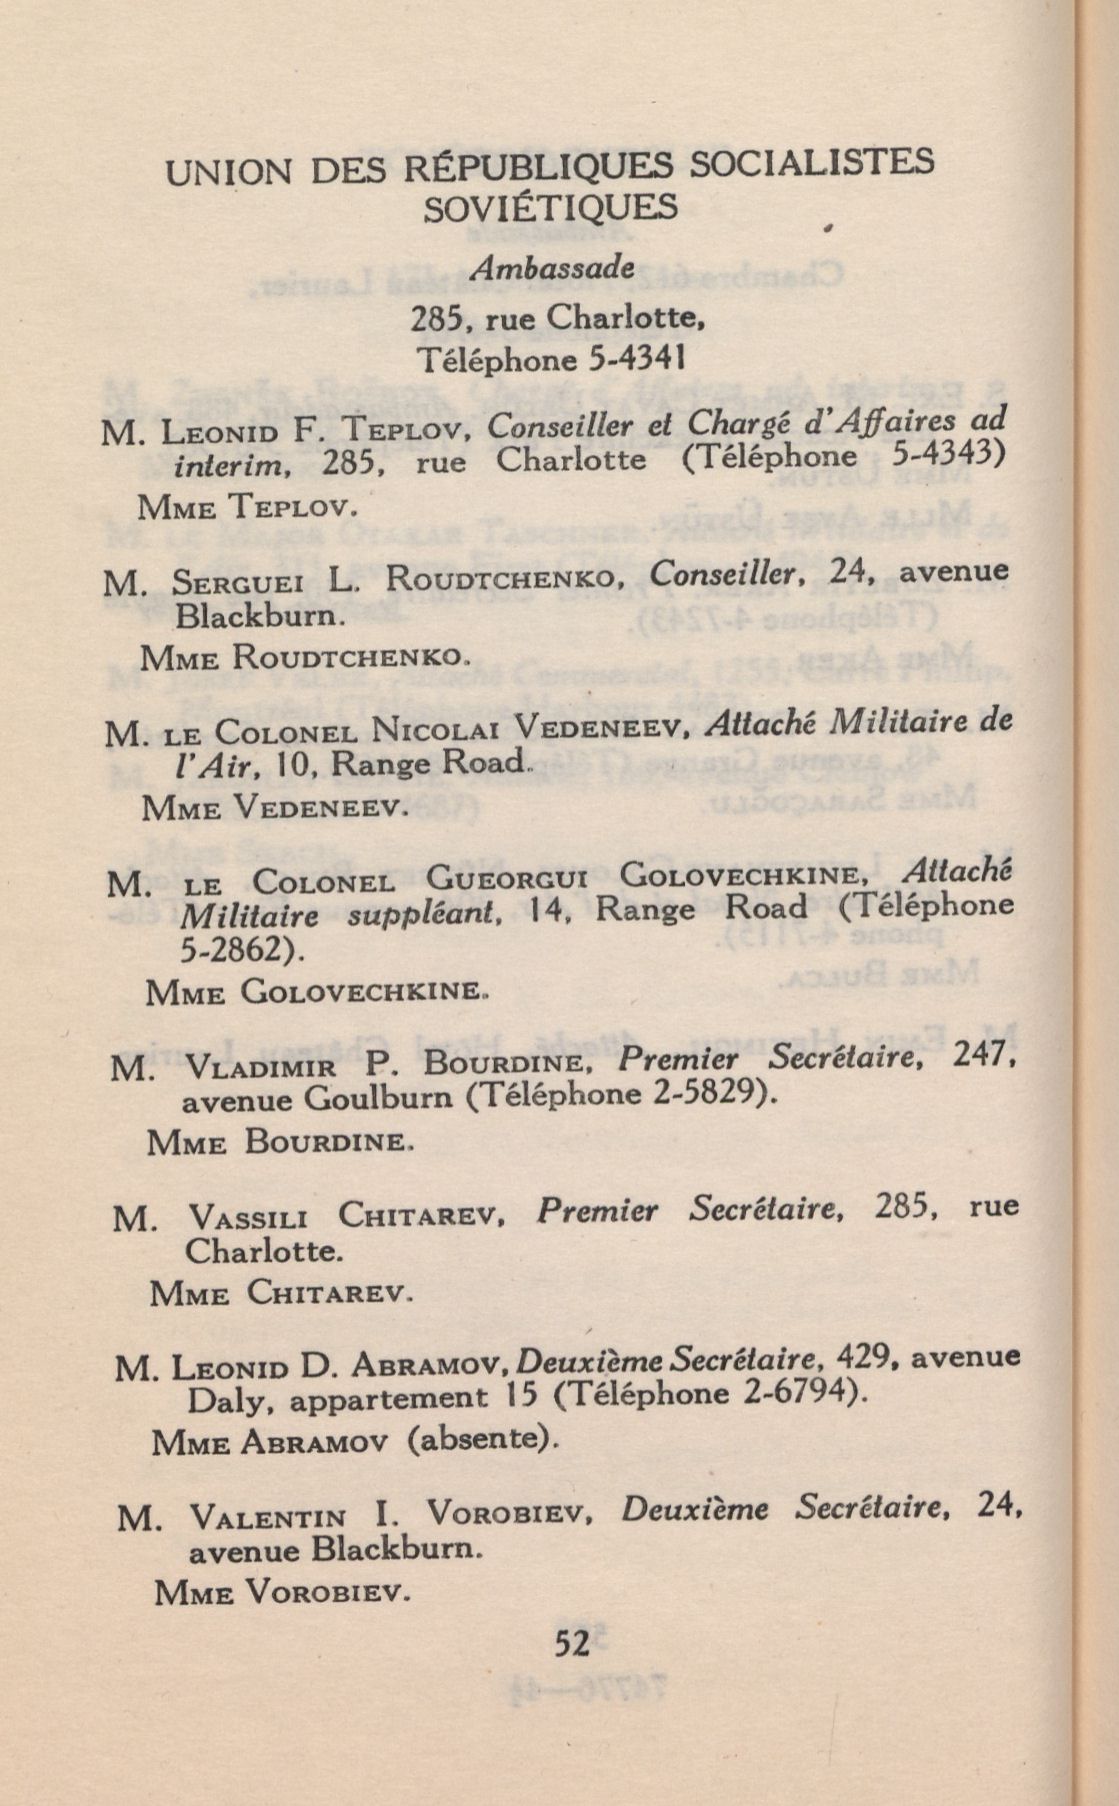 UNION DES RÉPUBLIQUES SOCIALISTES
SOVIÉTIQUES
Ambassade
285, rue Charlotte,
Téléphone 5-4341
M. LEONID F. TEPLOV, Conseiller et Chargé d'Affaires ad
interim, 285, rue Charlotte (Téléphone 5-4343)
MME TEPLOV.
M. SERGUEI L. ROUDTCHENKO, Conseiller, 24, avenue
Blackburn.
MME ROUDTCHENKO.
M. LE COLONEL NICOLAI VEDENEEV, Attaché Militaire de
l'Air, 10, Range Road.
MME VEDENEEV.
M. LE COLONEL GUEORGUI GOLOVECHKINE, Attaché
Militaire suppléant, 14, Range Road (Téléphone
5-2862).
MME GOLOVECHKINE.
M. VLADIMIR P. BOURDINE, Premier Secrétaire, 247,
avenue Goulburn (Téléphone 2-5829).
MME BOURDINE.
M. VASSILI CHITAREV, Premier Secrétaire, 285, rue
Charlotte.
MME CHITAREV.
M. LEONID D. ABRAMOV, Deuxième Secrétaire, 429, avenue
Daly, appartement 15 (Téléphone 2-6794).
MME ABRAMOV (absente).
M. VALENTIN I. VOROBIEV, Deuxième Secrétaire, 24,
avenue Blackburn.
MME VOROBIEV.
52